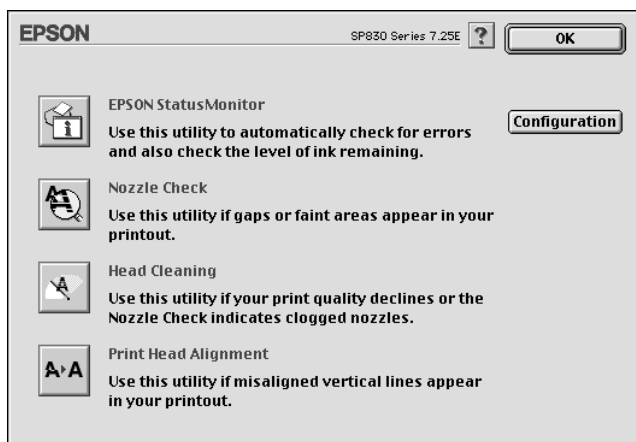 EPSON
SP830 Series 7.25E ? OK
EPSON StatusMonitor
Use this utility to automatically check for errors
and also check the level of ink remaining.
Configuration
Nozzle Check
Use this utility if gaps or faint areas appear in your
printout.
Head Cleaning
Use this utility if your print quality declines or the
Nozzle Check indicates clogged nozzles.
A▸A
Print Head Alignment
Use this utility if misaligned vertical lines appear
in your printout.